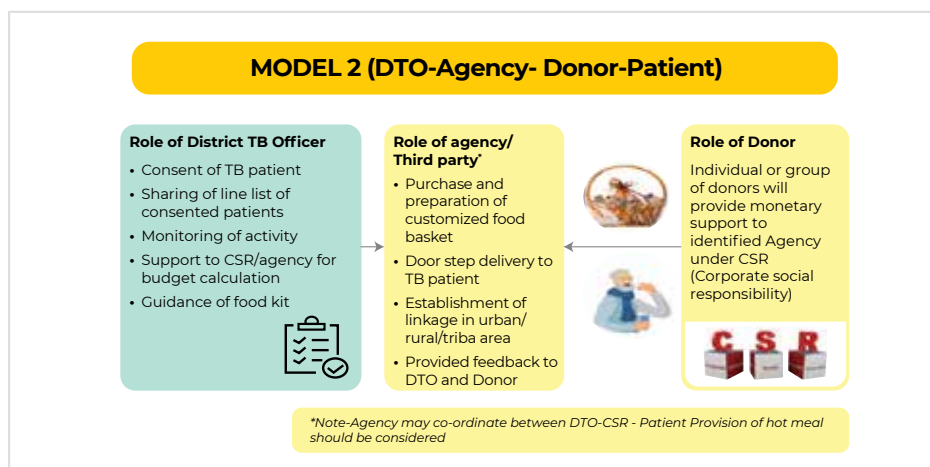 MODEL 2 (DTO-Agency- Donor-Patient)
Role of District TB Officer
• Consent of TB patient
• Sharing of line list of
consented patients
• Monitoring of activity
• Support to CSR/agency for
budget calculation
• Guidance of food kit
Role of agency/
Third party*
• Purchase and
preparation of
customized food
basket
• Door step delivery to
TB patient
• Establishment of
linkage in urban/
rural/triba area
• Provided feedback to
DTO and Donor
Role of Donor
Individual or group
of donors will
provide monetary
support to
identified Agency
under CSR
(Corporate social
responsibility)
C S R
*Note-Agency may co-ordinate between DTO-CSR - Patient Provision of hot meal
should be considered